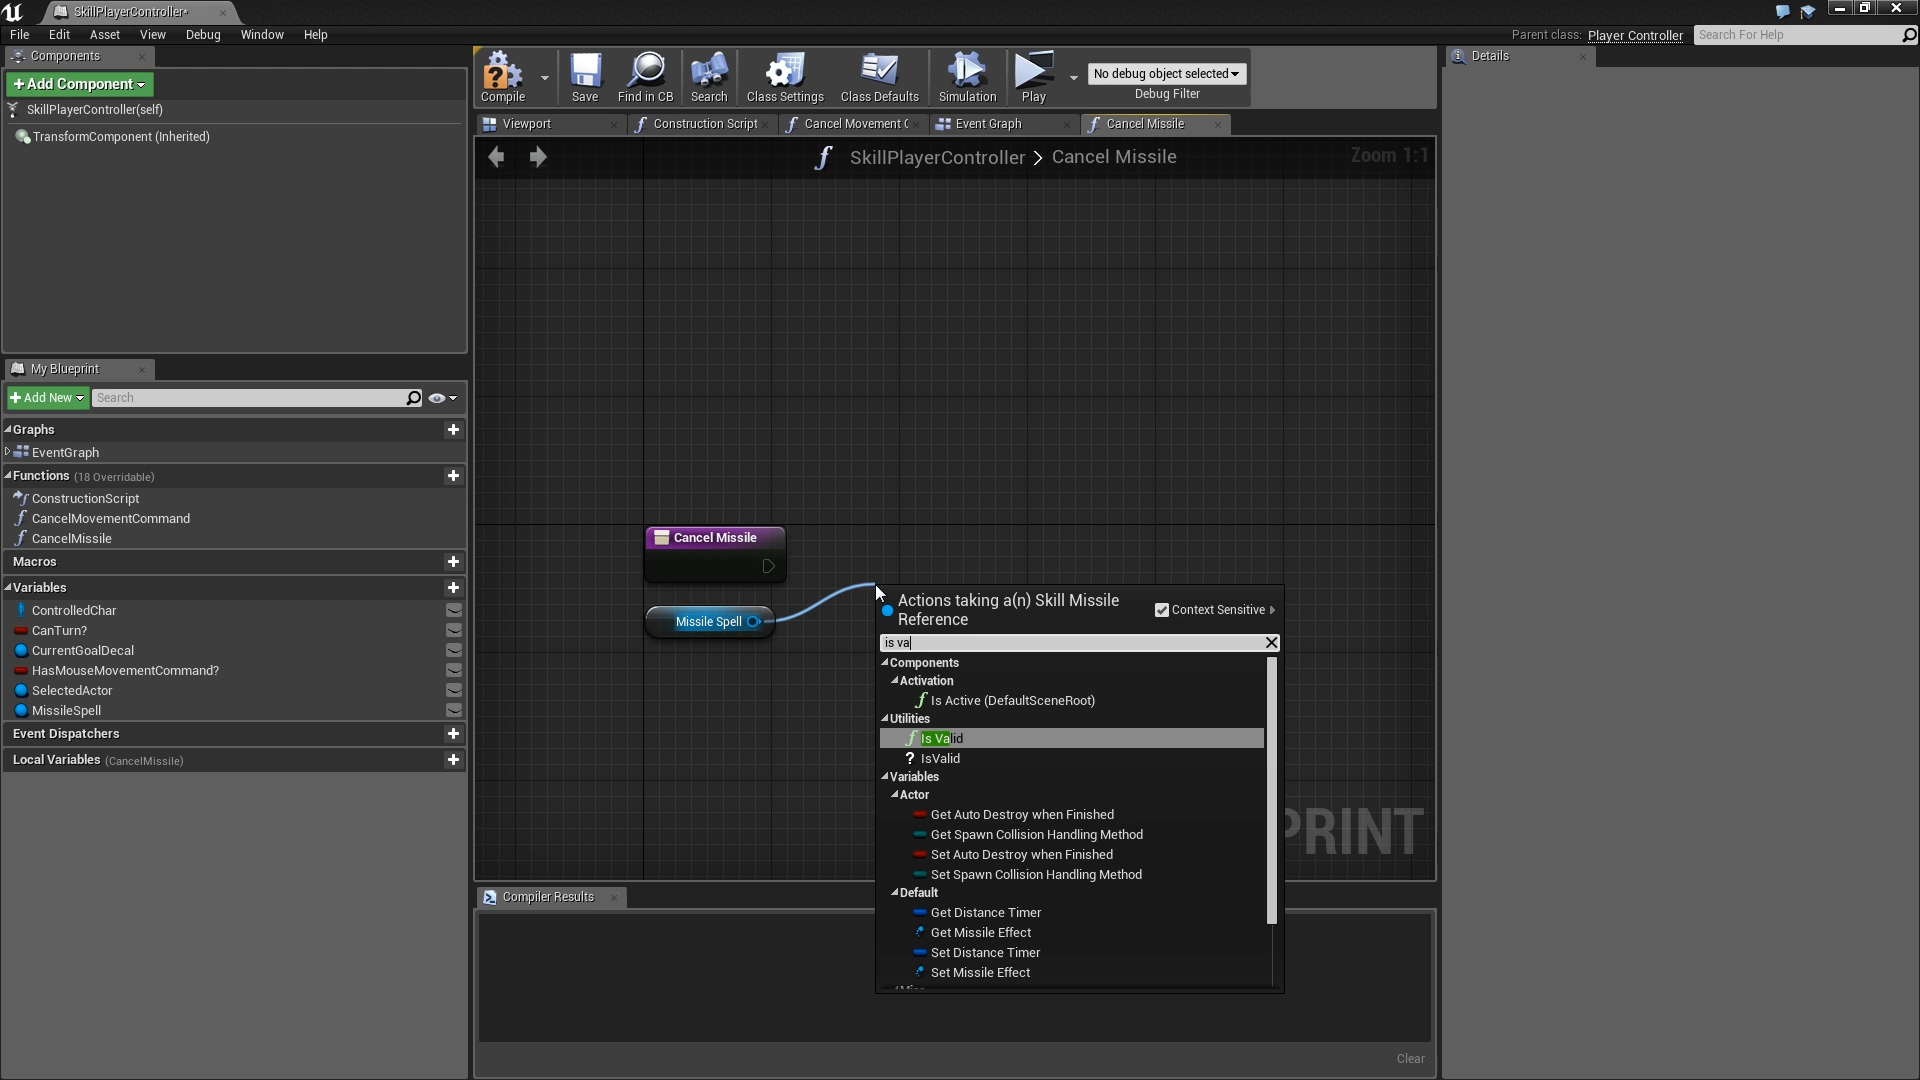 SkillPlayerController*
File Edit Asset View Debug Window Help
Parent class: Player Controller Search For Help
Components
Add Component
SkillPlayerController(self)
TransformComponent (Inherited)
Compile Save Find in CB Search Class Settings Class Defaults Simulation Play
No debug object selected
Debug Filter
Details
Viewport Construction Script Cancel Movement C Event Graph Cancel Missile
SkillPlayerController > Cancel Missile
Zoom 1:1
My Blueprint
Add New Search
Graphs
EventGraph
Functions (18 Overridable)
ConstructionScript
CancelMovementCommand
CancelMissile
Macros
Variables
ControlledChar
CanTurn?
CurrentGoalDecal
HasMouseMovementCommand?
SelectedActor
MissileSpell
Event Dispatchers
Local Variables (CancelMissile)
Cancel Missile
Missile Spell
Actions taking a(n) Skill Missile
Reference
Context Sensitive
is va
Components
Activation
Is Active (DefaultSceneRoot)
Utilities
Is Valid
IsValid
Variables
Actor
Get Auto Destroy when Finished
Get Spawn Collision Handling Method
Set Auto Destroy when Finished
Set Spawn Collision Handling Method
Default
Get Distance Timer
Get Missile Effect
Set Distance Timer
Set Missile Effect
PRINT
Compiler Results
Clear